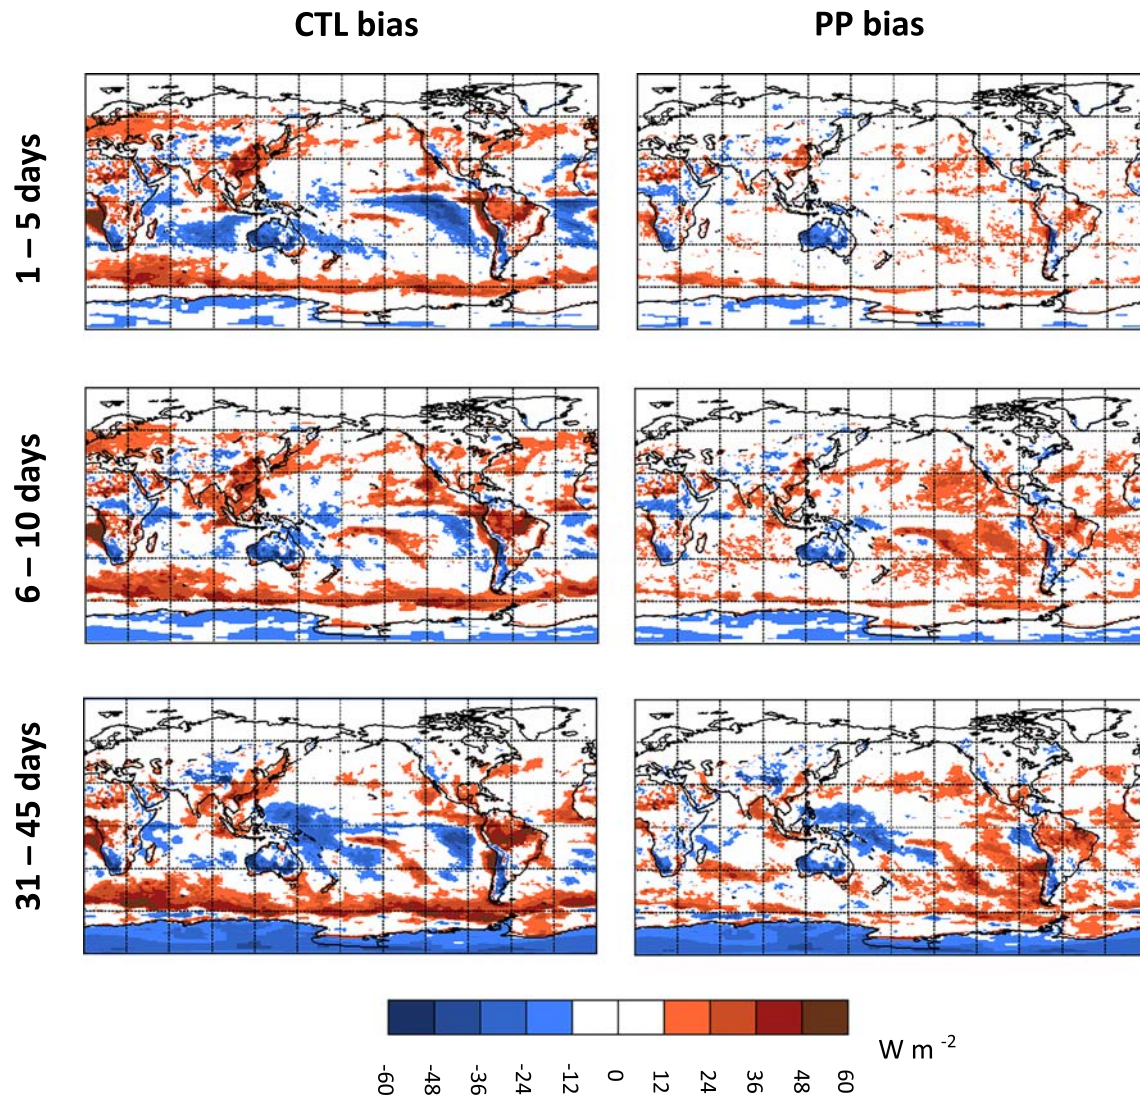 CTL bias
PP bias
1 – 5 days
6 – 10 days
31 – 45 days
-60
-48
-36
-24
-12
0
12
24
36
48
60
W m -2